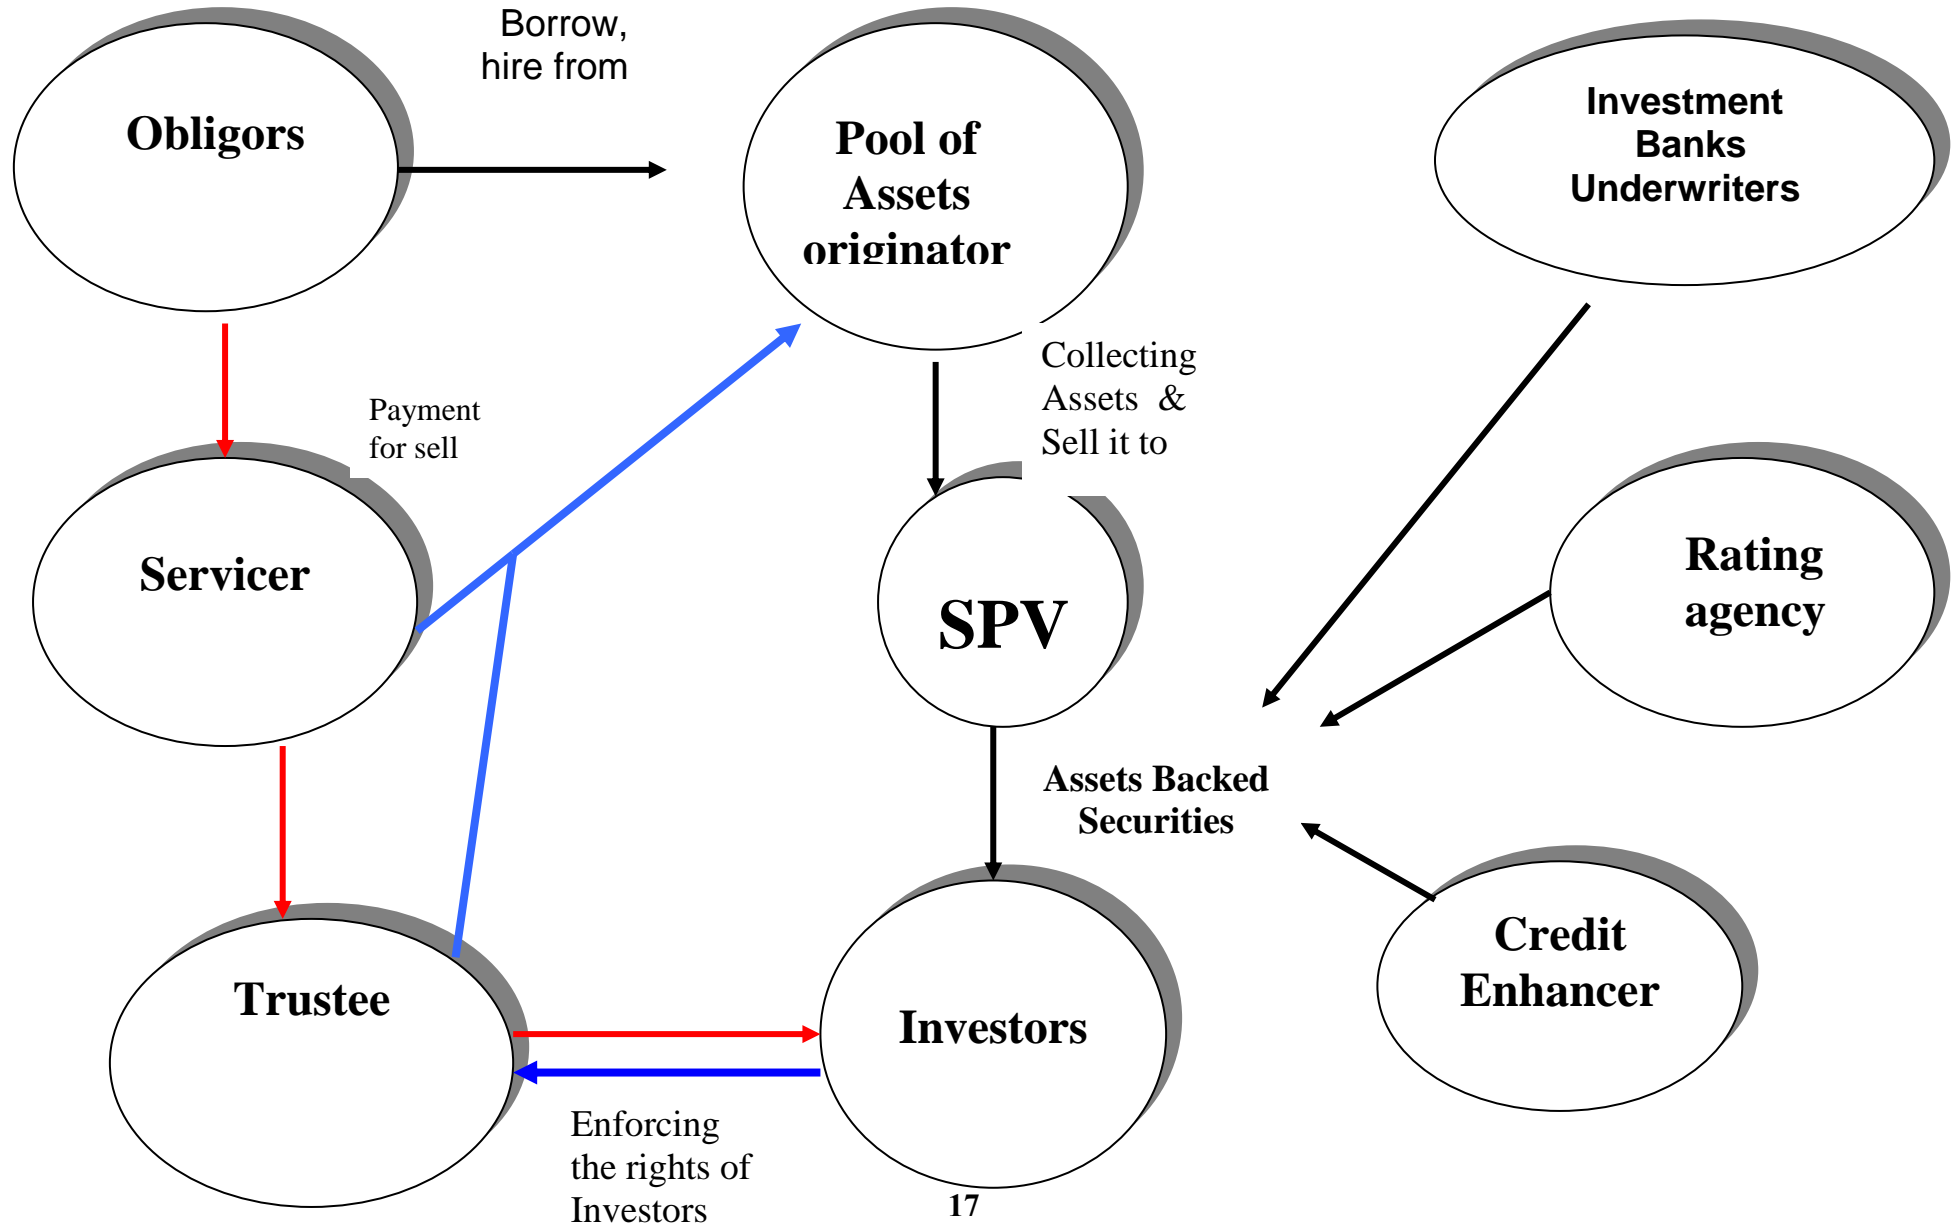 Borrow,
hire from
Obligors
Pool of
Assets
originator
Investment
Banks
Underwriters
Collecting
Assets &
Sell it to
Payment
for sell
Servicer
SPV
Rating
agency
Assets Backed
Securities
Trustee
Investors
Credit
Enhancer
Enforcing
the rights of
Investors
17